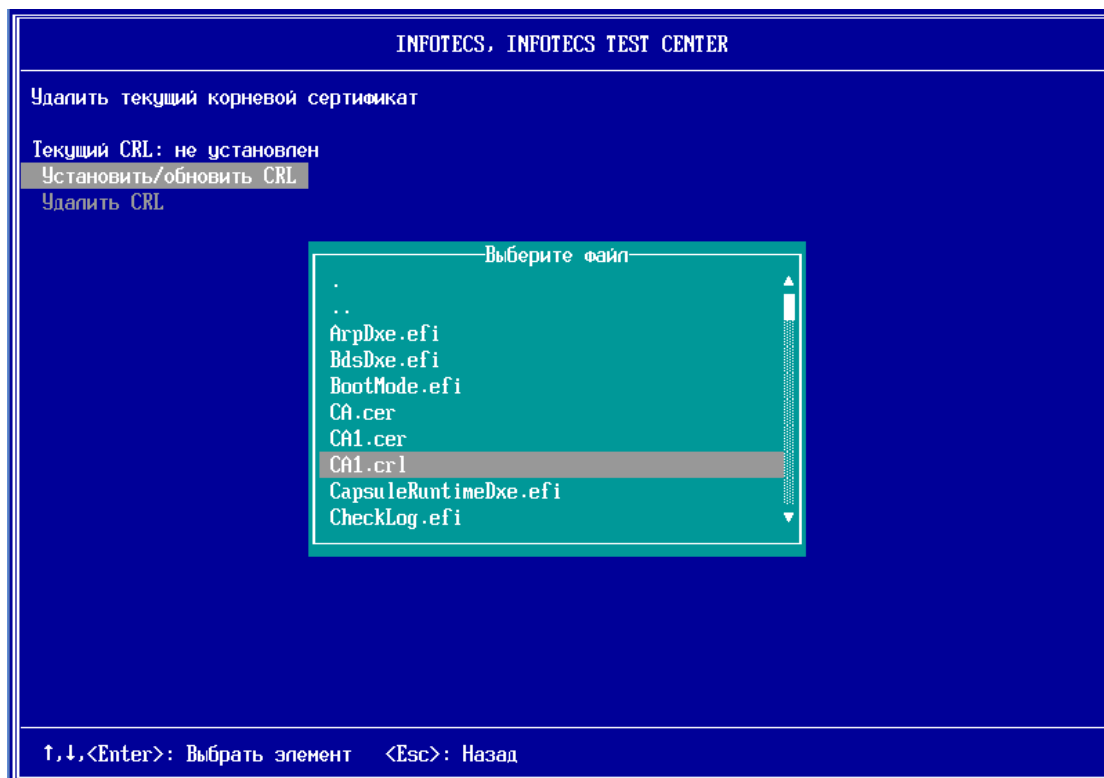 INFOTECS, INFOTECS TEST CENTER
Удалить текущий корневой сертификат
Текущий CRL: не установлен
Установить/обновить CRL
Удалить CRL
Выберите файл
.
..
ArpDxe.efi
BdsDxe.efi
BootMode.efi
CA.cer
CA1.cer
CA1.crl
CapsuleRuntimeDxe.efi
CheckLog.efi
↑,↓,<Enter>: Выбрать элемент <Esc>: Назад